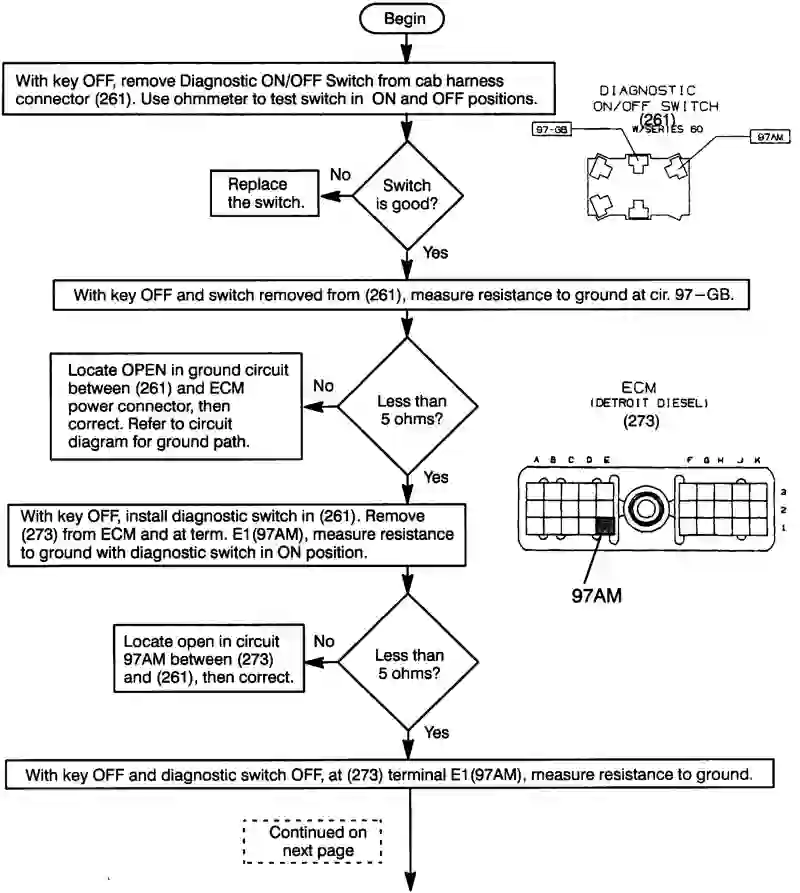 Begin
With key OFF, remove Diagnostic ON/OFF Switch from cab harness
connector (261). Use ohmmeter to test switch in ON and OFF positions.
DIAGNOSTIC
ON/OFF SWITCH
(261)
W/SERIES 60
97-GB
97AM
No
Replace
the switch.
Switch
is good?
Yes
With key OFF and switch removed from (261), measure resistance to ground at cir. 97-GB.
Locate OPEN in ground circuit
between (261) and ECM
power connector, then
correct. Refer to circuit
diagram for ground path.
No
Less than
5 ohms?
Yes
ECM
(DETROIT DIESEL)
(273)
A B C D E F G H J K
3
2
1
97AM
With key OFF, install diagnostic switch in (261). Remove
(273) from ECM and at term. E1(97AM), measure resistance
to ground with diagnostic switch in ON position.
Locate open in circuit
97AM between (273)
and (261), then correct.
No
Less than
5 ohms?
Yes
With key OFF and diagnostic switch OFF, at (273) terminal E1(97AM), measure resistance to ground.
Continued on
next page